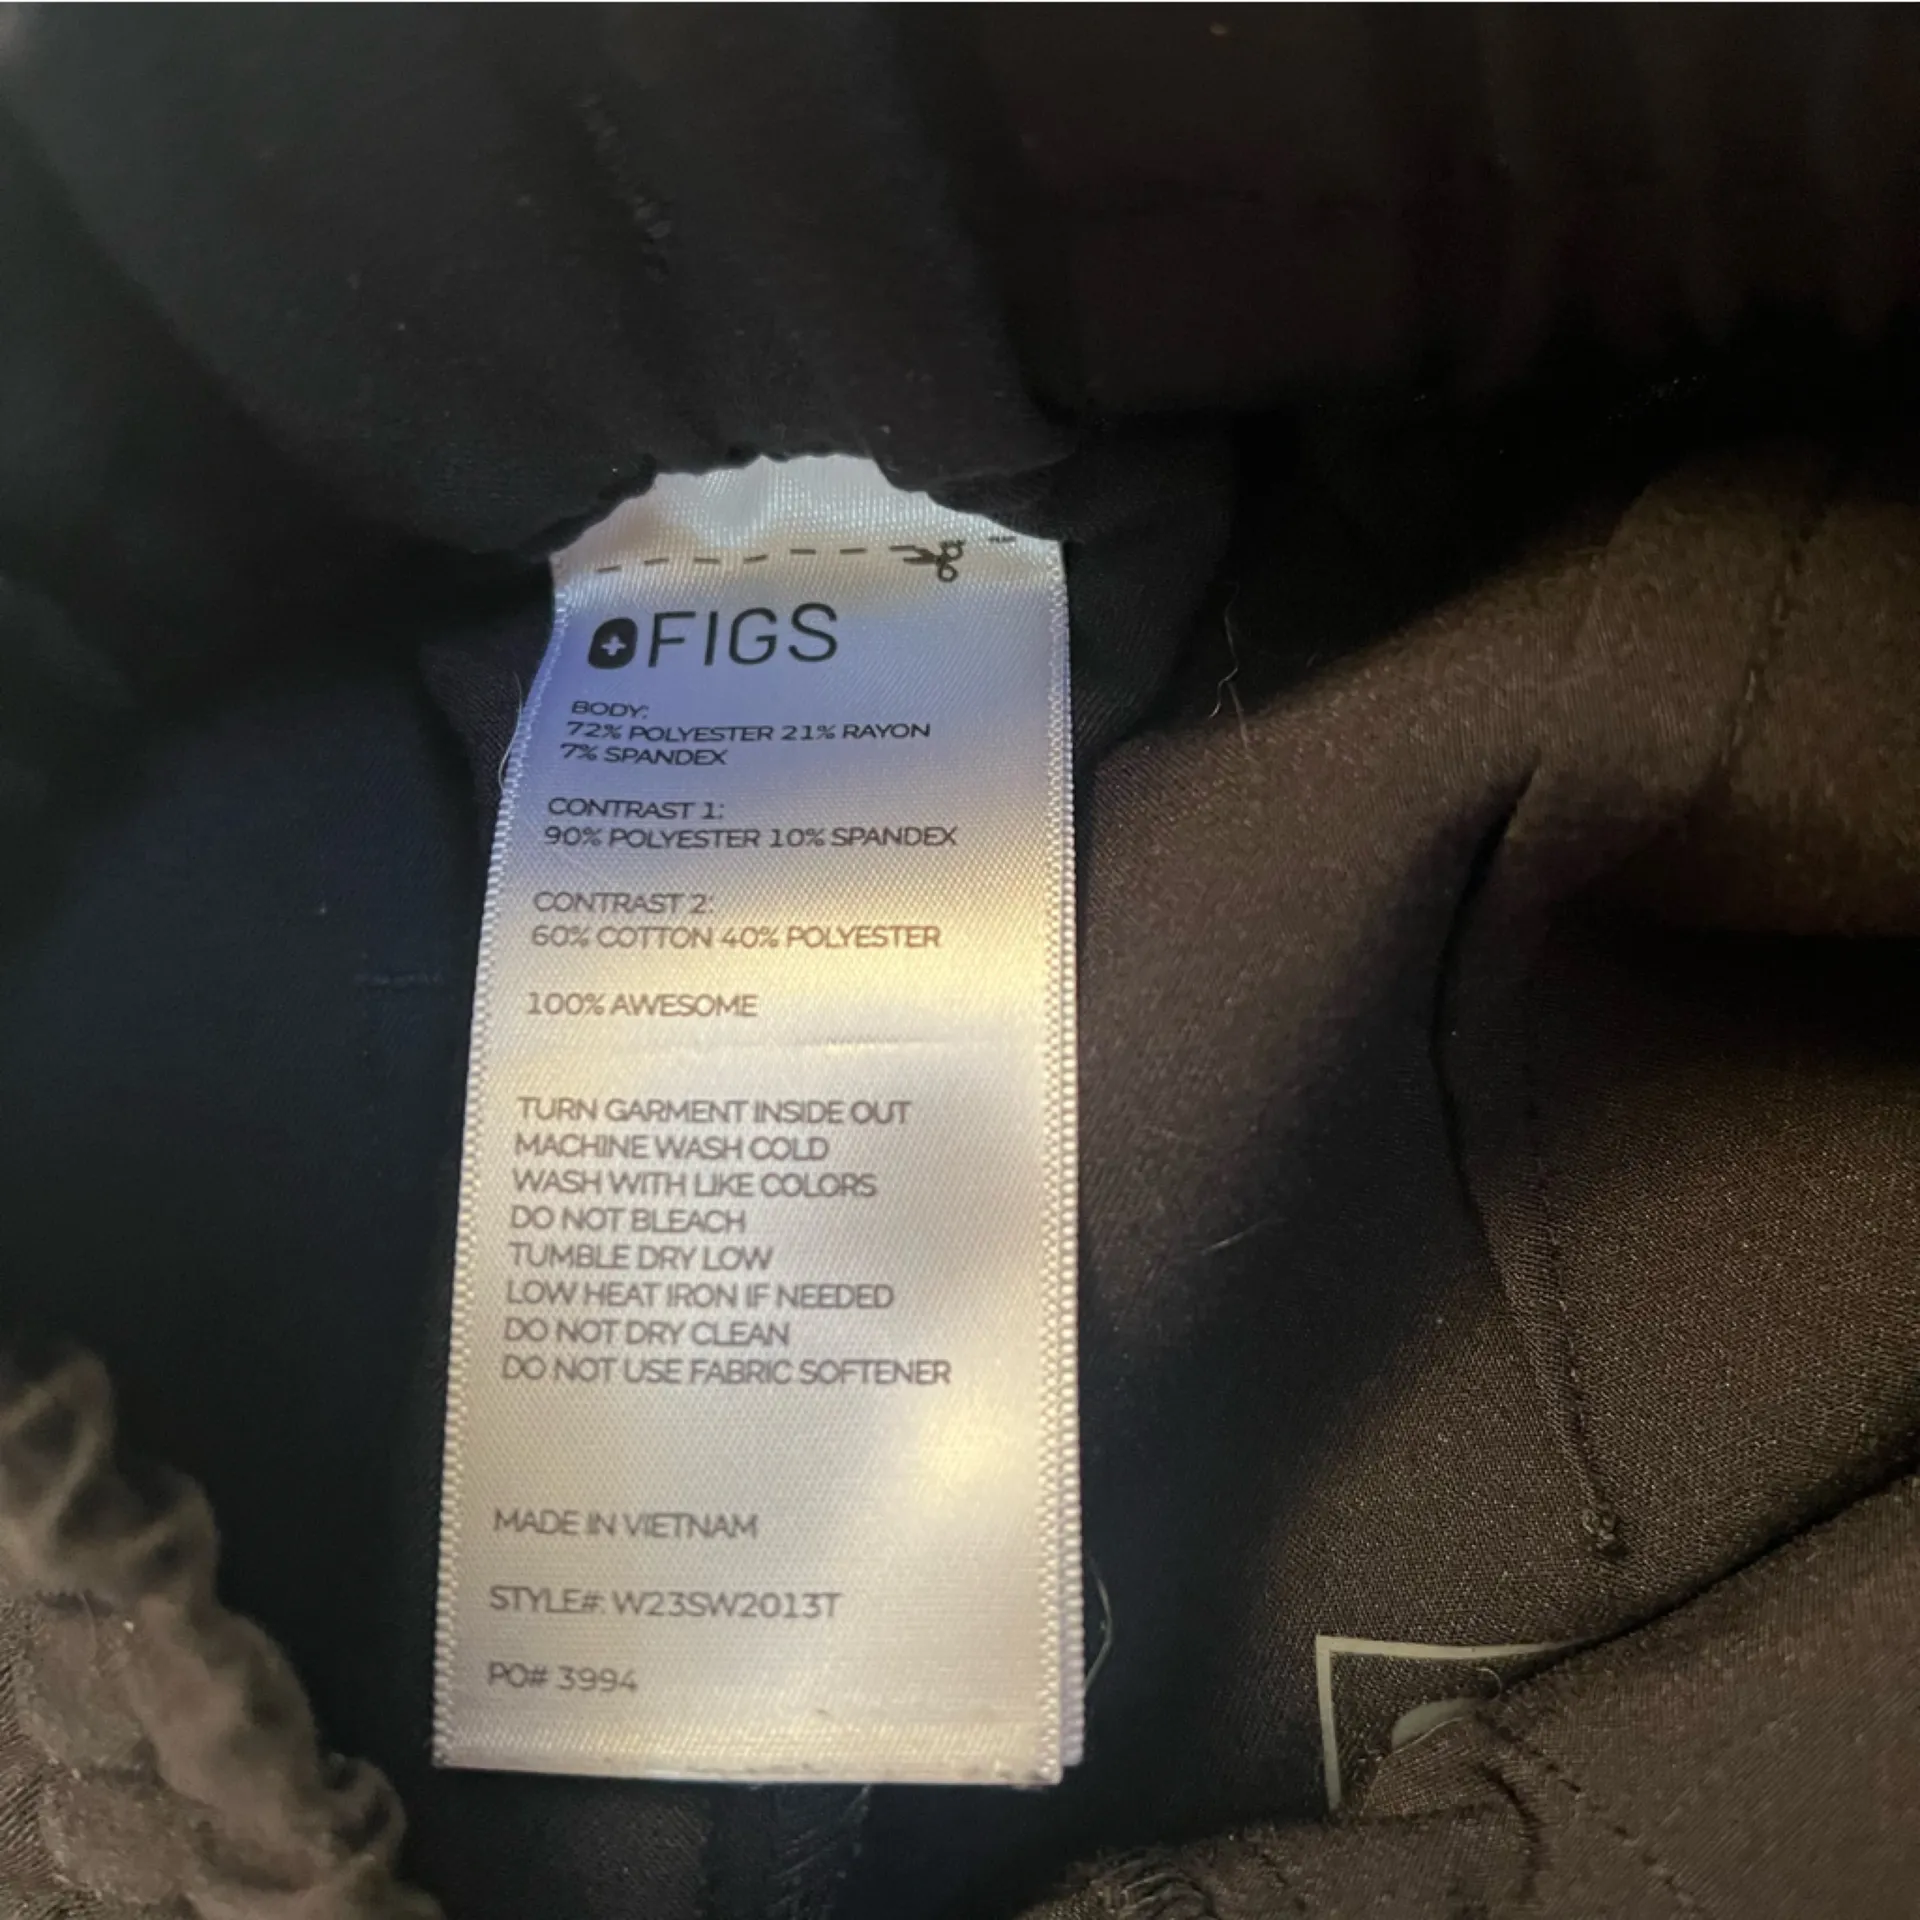 FIGS
BODY:
72% POLYESTER 21% RAYON
7% SPANDEX
CONTRAST 1:
90% POLYESTER 10% SPANDEX
CONTRAST 2:
60% COTTON 40% POLYESTER
100% AWESOME
TURN GARMENT INSIDE OUT
MACHINE WASH COLD
WASH WITH LIKE COLORS
DO NOT BLEACH
TUMBLE DRY LOW
LOW HEAT IRON IF NEEDED
DO NOT DRY CLEAN
DO NOT USE FABRIC SOFTENER
MADE IN VIETNAM
STYLE#: W23SW2013T
PO# 3994